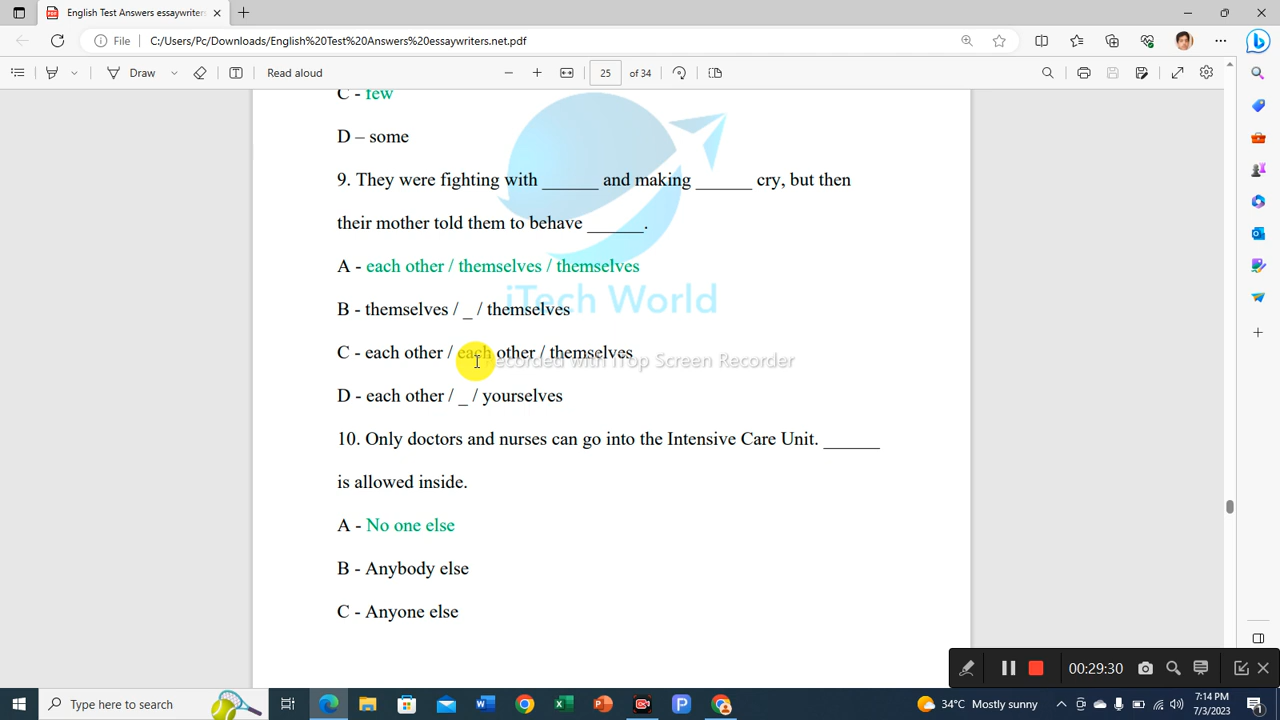 English Test Answers essaywriters
File
C:/Users/Pc/Downloads/English%20Test%20Answers%20essaywriters.net.pdf
Draw
Read aloud
25
of 34
C - few
D – some
9. They were fighting with ______ and making ______ cry, but then
their mother told them to behave ______.
A - each other / themselves / themselves
B - themselves / _ / themselves
iTech World
C - each other / each other / themselves
Recorded with iTop Screen Recorder
D - each other / _ / yourselves
10. Only doctors and nurses can go into the Intensive Care Unit. ______
is allowed inside.
A - No one else
B - Anybody else
C - Anyone else
00:29:30
Type here to search
34°C Mostly sunny
7:14 PM
7/3/2023